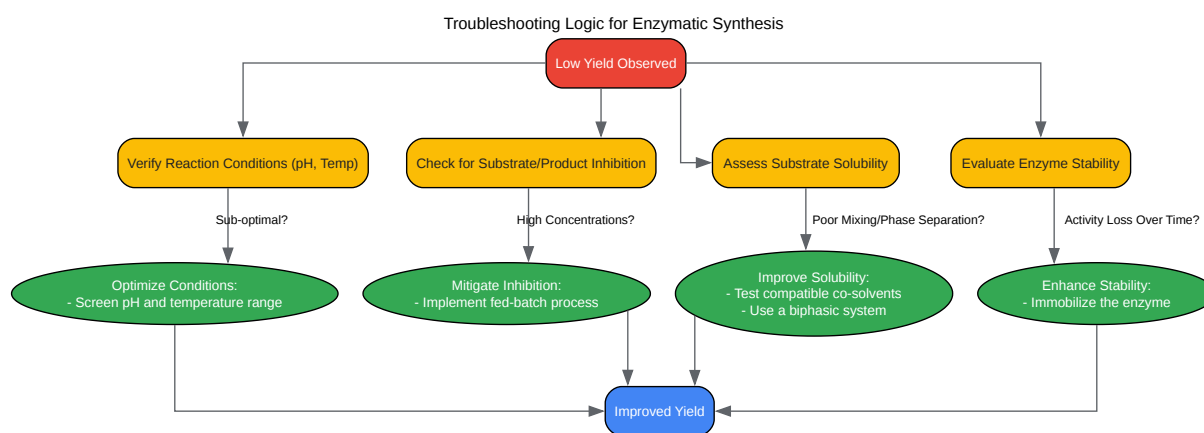 Troubleshooting Logic for Enzymatic Synthesis
Low Yield Observed
Verify Reaction Conditions (pH, Temp)
Check for Substrate/Product Inhibition
Assess Substrate Solubility
Evaluate Enzyme Stability
Sub-optimal?
High Concentrations?
Poor Mixing/Phase Separation?
Activity Loss Over Time?
Optimize Conditions:
- Screen pH and temperature range
Mitigate Inhibition:
- Implement fed-batch process
Improve Solubility:
- Test compatible co-solvents
- Use a biphasic system
Enhance Stability:
- Immobilize the enzyme
Improved Yield